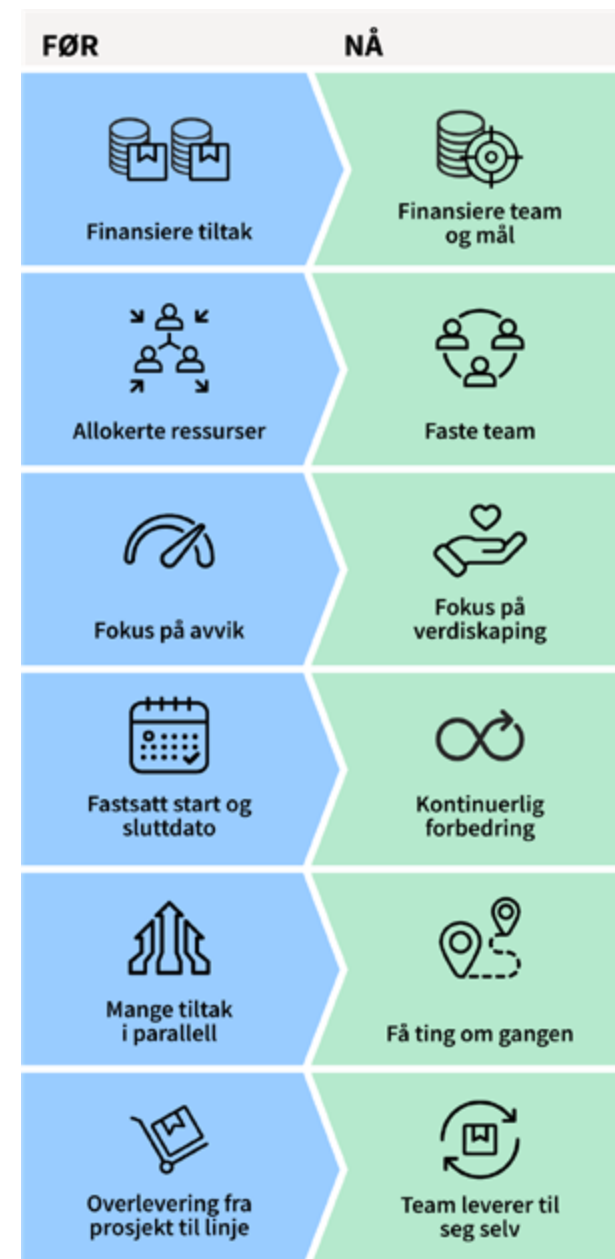 FØR
NÅ
Finansiere tiltak
Finansiere team
og mål
Allokerte ressurser
Faste team
Fokus på avvik
Fokus på
verdiskaping
Fastsatt start og
sluttdato
Kontinuerlig
forbedring
Mange tiltak
i parallell
Få ting om gangen
Overlevering fra
prosjekt til linje
Team leverer til
seg selv